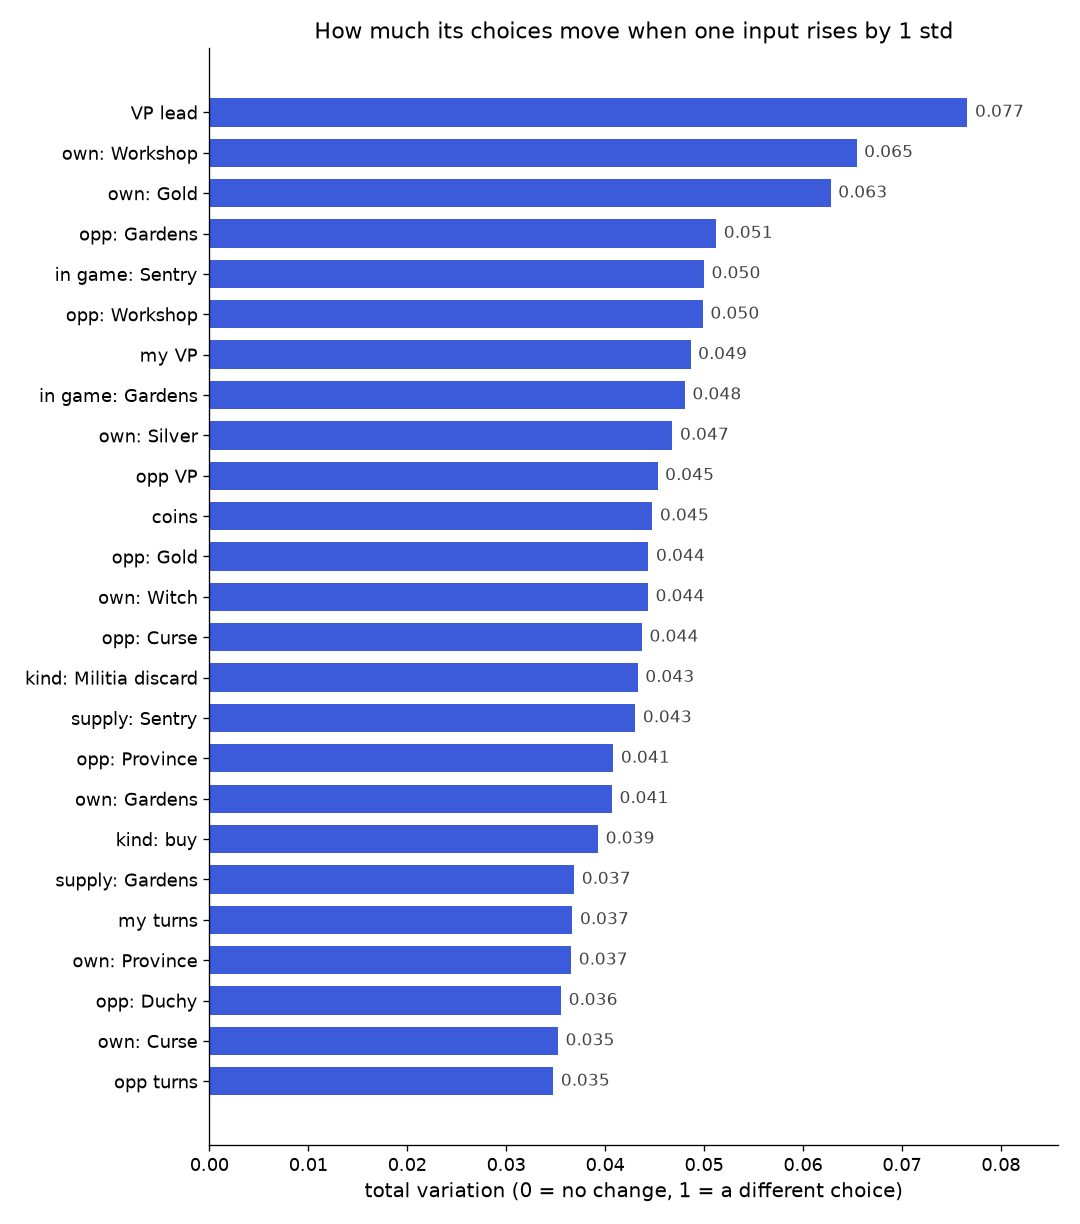 How much its choices move when one input rises by 1 std
VP lead 0.077
own: Workshop 0.065
own: Gold 0.063
opp: Gardens 0.051
in game: Sentry 0.050
opp: Workshop 0.050
my VP 0.049
in game: Gardens 0.048
own: Silver 0.047
opp VP 0.045
coins 0.045
opp: Gold 0.044
own: Witch 0.044
opp: Curse 0.044
kind: Militia discard 0.043
supply: Sentry 0.043
opp: Province 0.041
own: Gardens 0.041
kind: buy 0.039
supply: Gardens 0.037
my turns 0.037
own: Province 0.037
opp: Duchy 0.036
own: Curse 0.035
opp turns 0.035
0.00 0.01 0.02 0.03 0.04 0.05 0.06 0.07 0.08
total variation (0 = no change, 1 = a different choice)